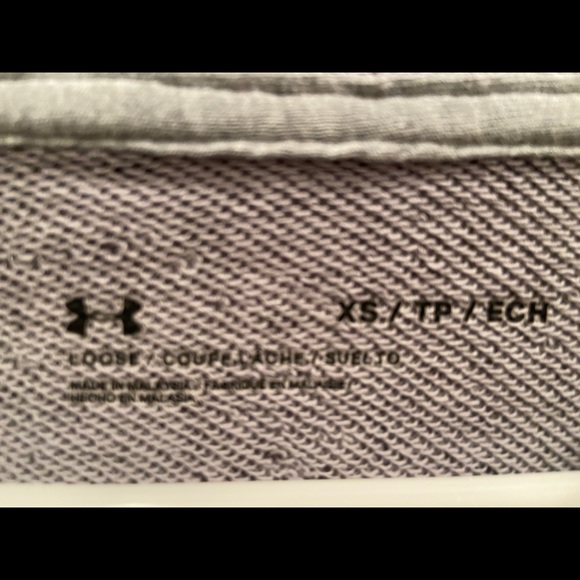 XS / TP / ECH
LOOSE / COUPE LÂCHE / SUELTO
MADE IN MALAYSIA / FABRIQUÉ EN MALAISIE /
HECHO EN MALASIA